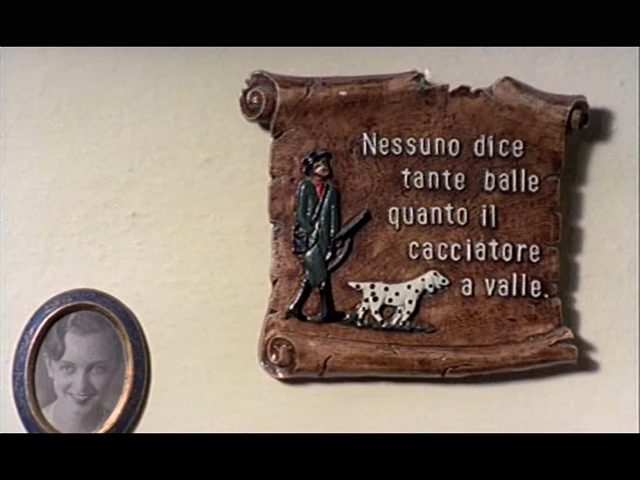 Nessuno dice
tante balle
quanto il
cacciatore
a valle.